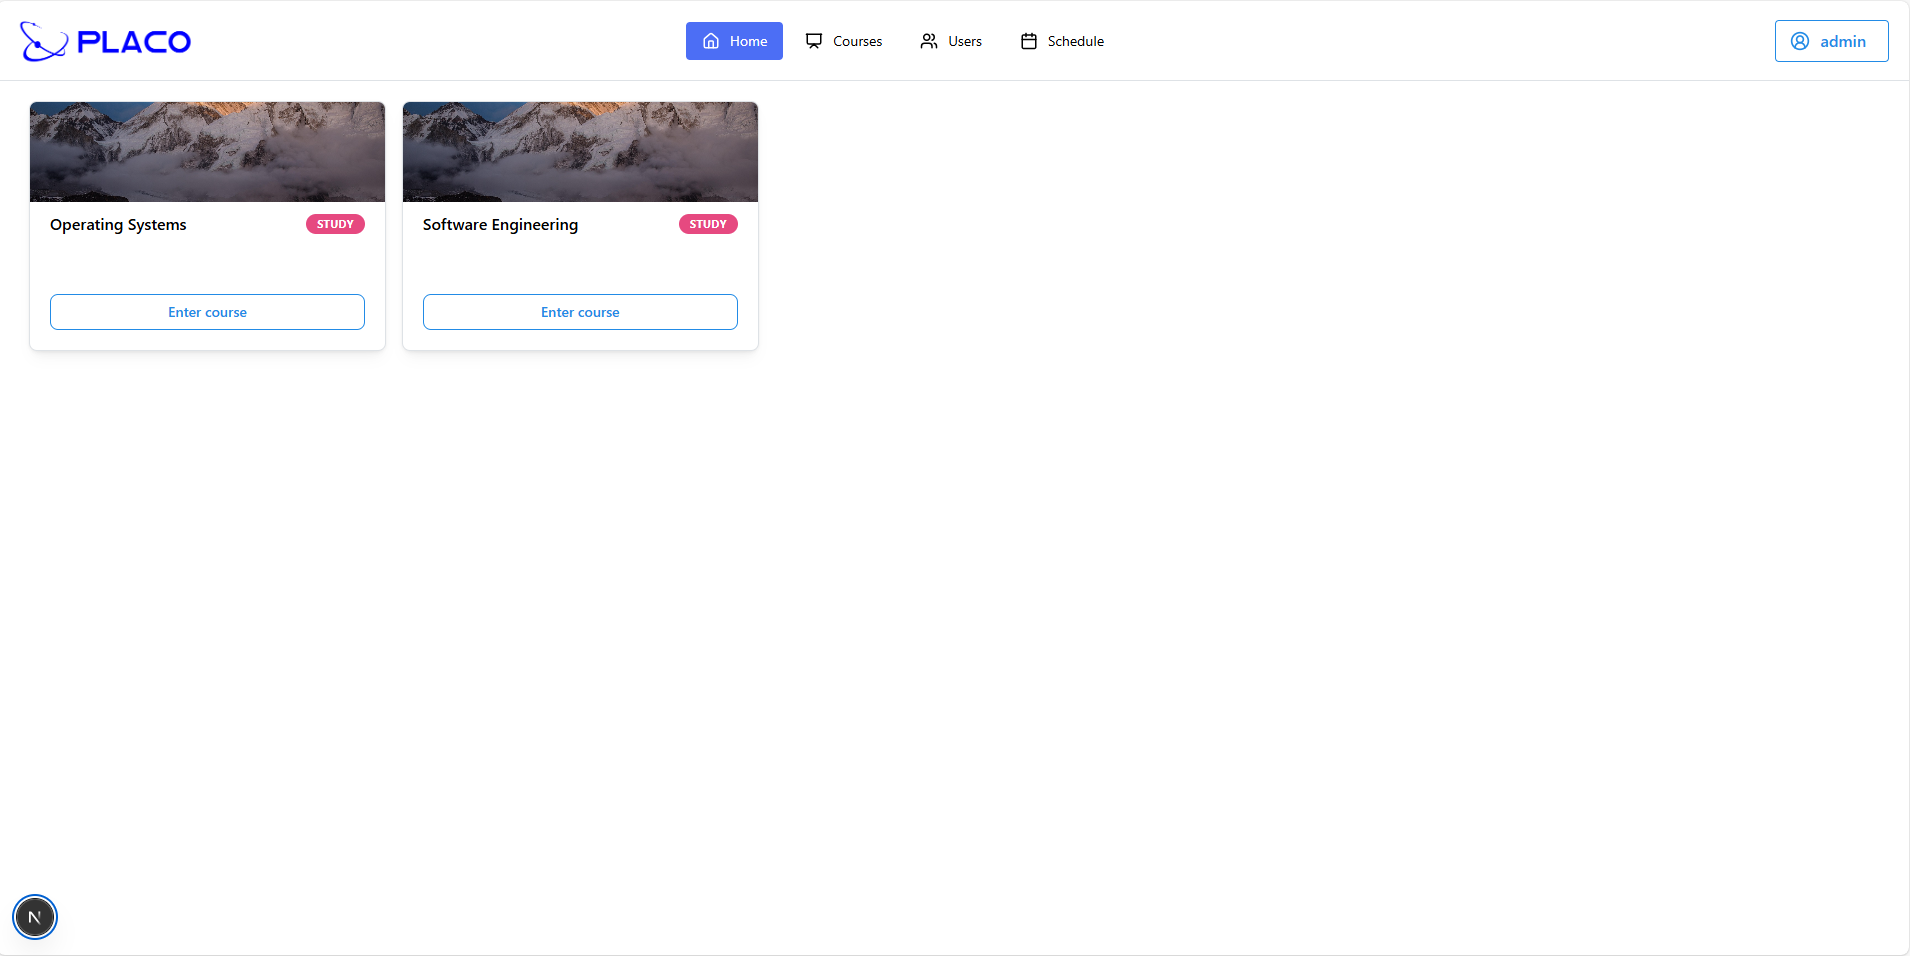 PLACO
Home
Courses
Users
Schedule
admin
Operating Systems
STUDY
Enter course
Software Engineering
STUDY
Enter course
N